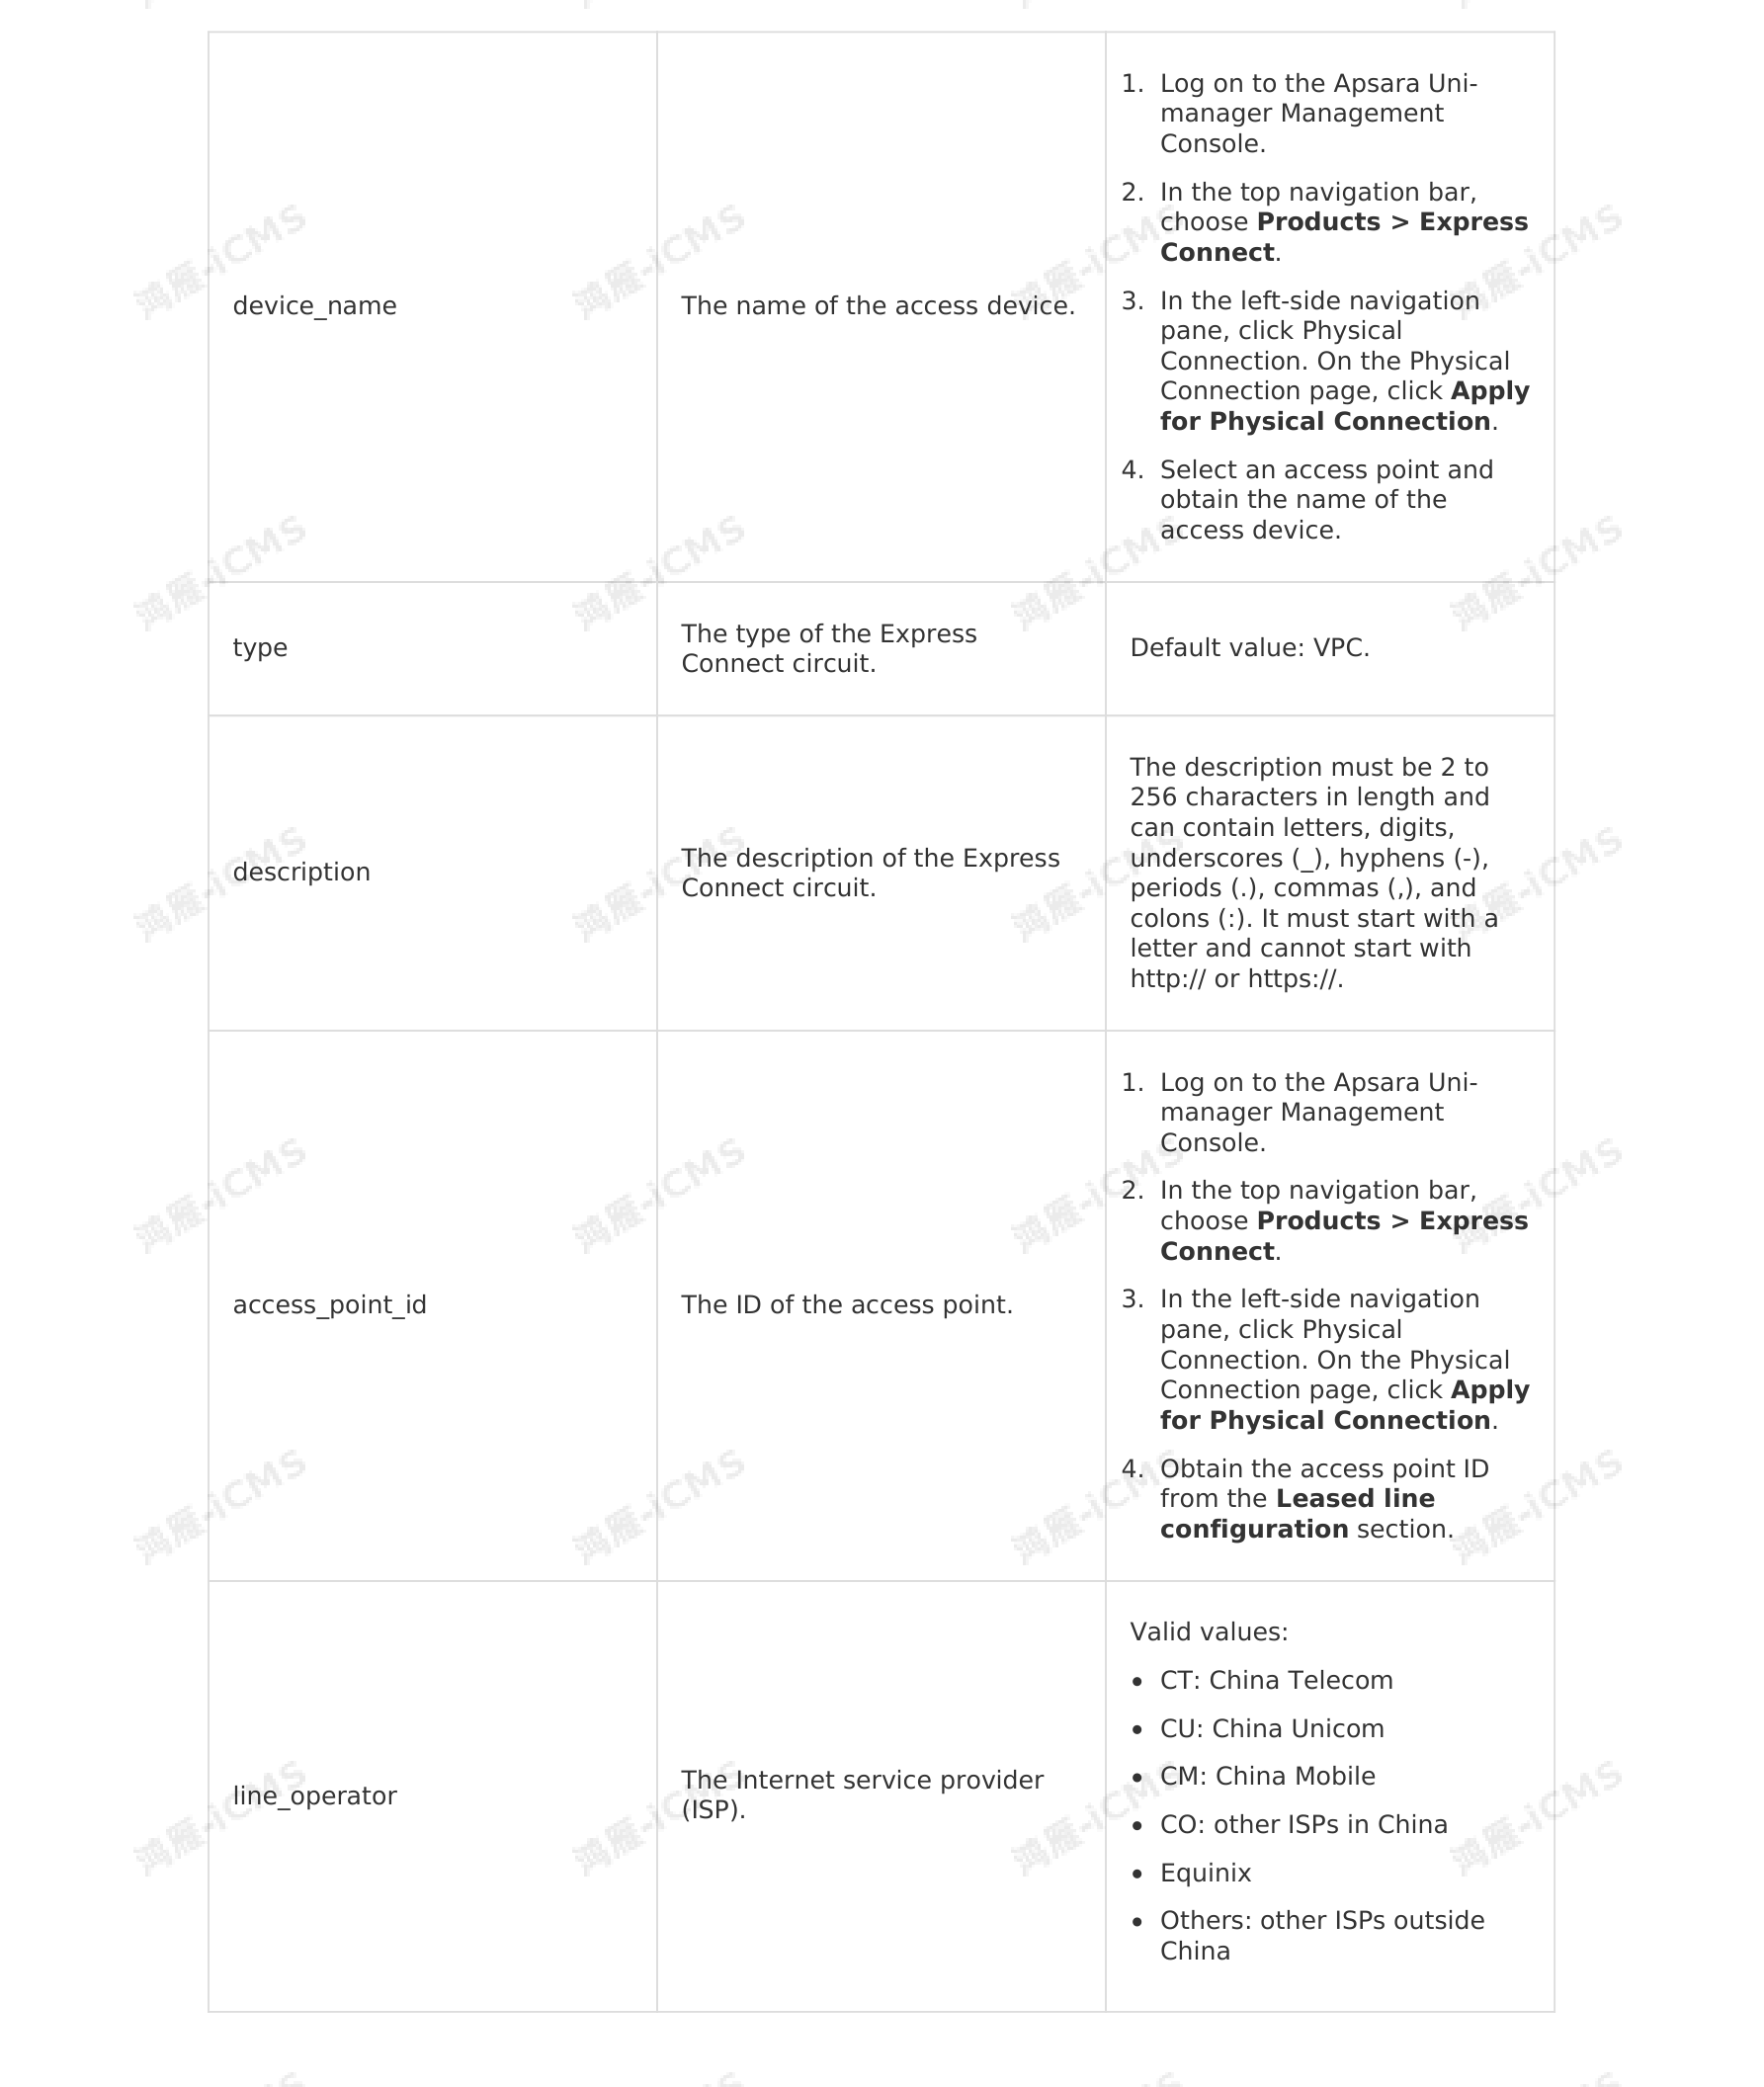 1. Log on to the Apsara Uni-
manager Management
Console.
2. In the top navigation bar,
choose Products > Express
Connect.
device_name
The name of the access device.
3. In the left-side navigation
pane, click Physical
Connection. On the Physical
Connection page, click Apply
for Physical Connection.
4. Select an access point and
obtain the name of the
access device.
type
The type of the Express
Connect circuit.
Default value: VPC.
description
The description of the Express
Connect circuit.
The description must be 2 to
256 characters in length and
can contain letters, digits,
underscores (_), hyphens (-),
periods (.), commas (,), and
colons (:). It must start with a
letter and cannot start with
http:// or https://.
access_point_id
The ID of the access point.
1. Log on to the Apsara Uni-
manager Management
Console.
2. In the top navigation bar,
choose Products > Express
Connect.
3. In the left-side navigation
pane, click Physical
Connection. On the Physical
Connection page, click Apply
for Physical Connection.
4. Obtain the access point ID
from the Leased line
configuration section.
line_operator
The Internet service provider
(ISP).
Valid values:
• CT: China Telecom
• CU: China Unicom
• CM: China Mobile
• CO: other ISPs in China
• Equinix
• Others: other ISPs outside
China
鸿雁-iCMS